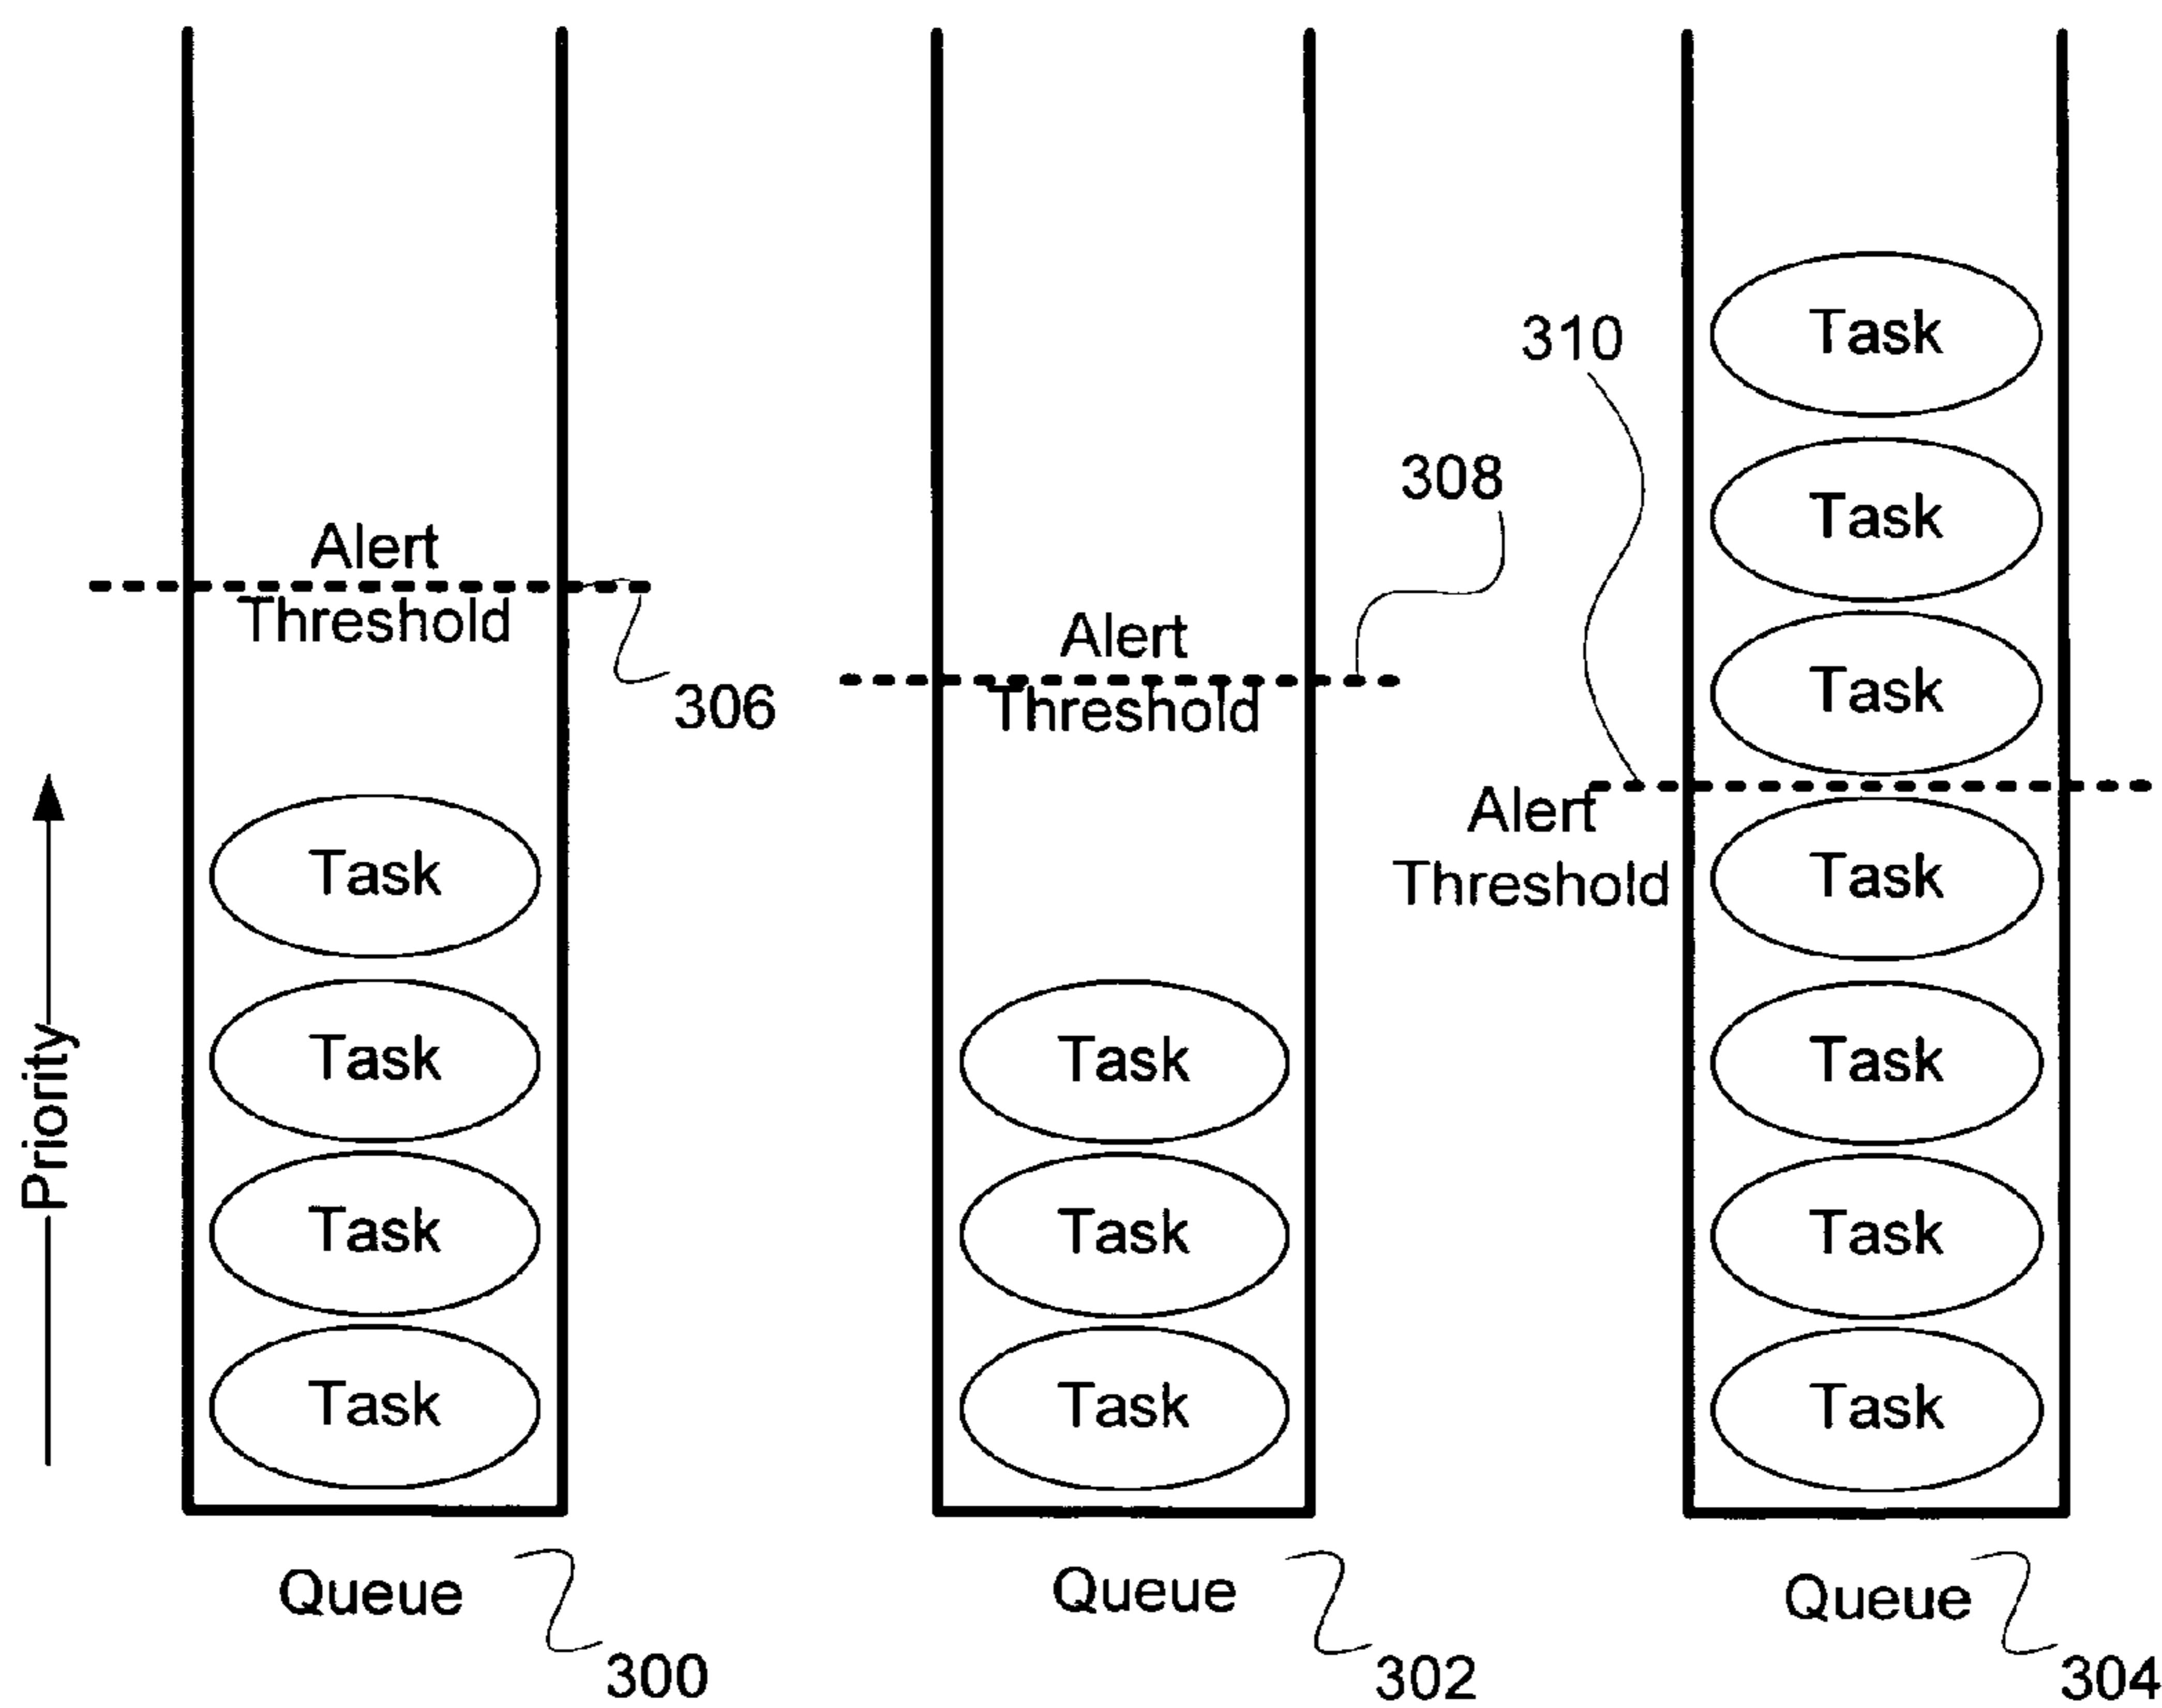 Priority
Alert
Threshold
306
Task
Task
Task
Task
Queue
300
308
Alert
Threshold
Task
Task
Task
Queue
302
310
Alert
Threshold
Task
Task
Task
Task
Task
Task
Task
Queue
304